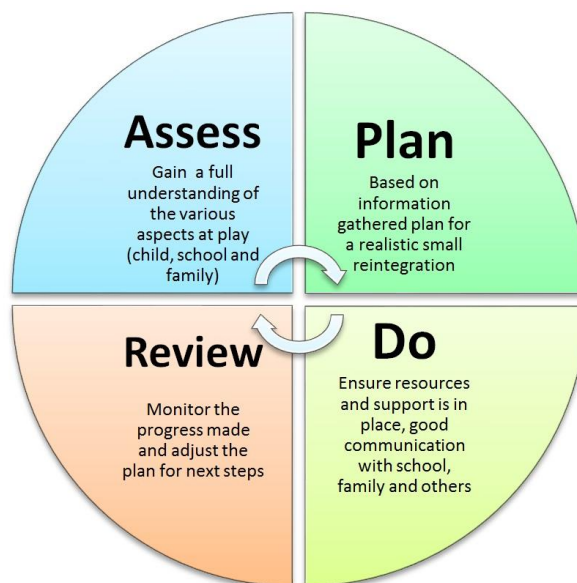 Assess
Gain a full
understanding of
the various
aspects at play
(child, school and
family)
Plan
Based on
information
gathered plan for
a realistic small
reintegration
Review
Monitor the
progress made
and adjust the
plan for next steps
Do
Ensure resources
and support is in
place, good
communication
with school,
family and others